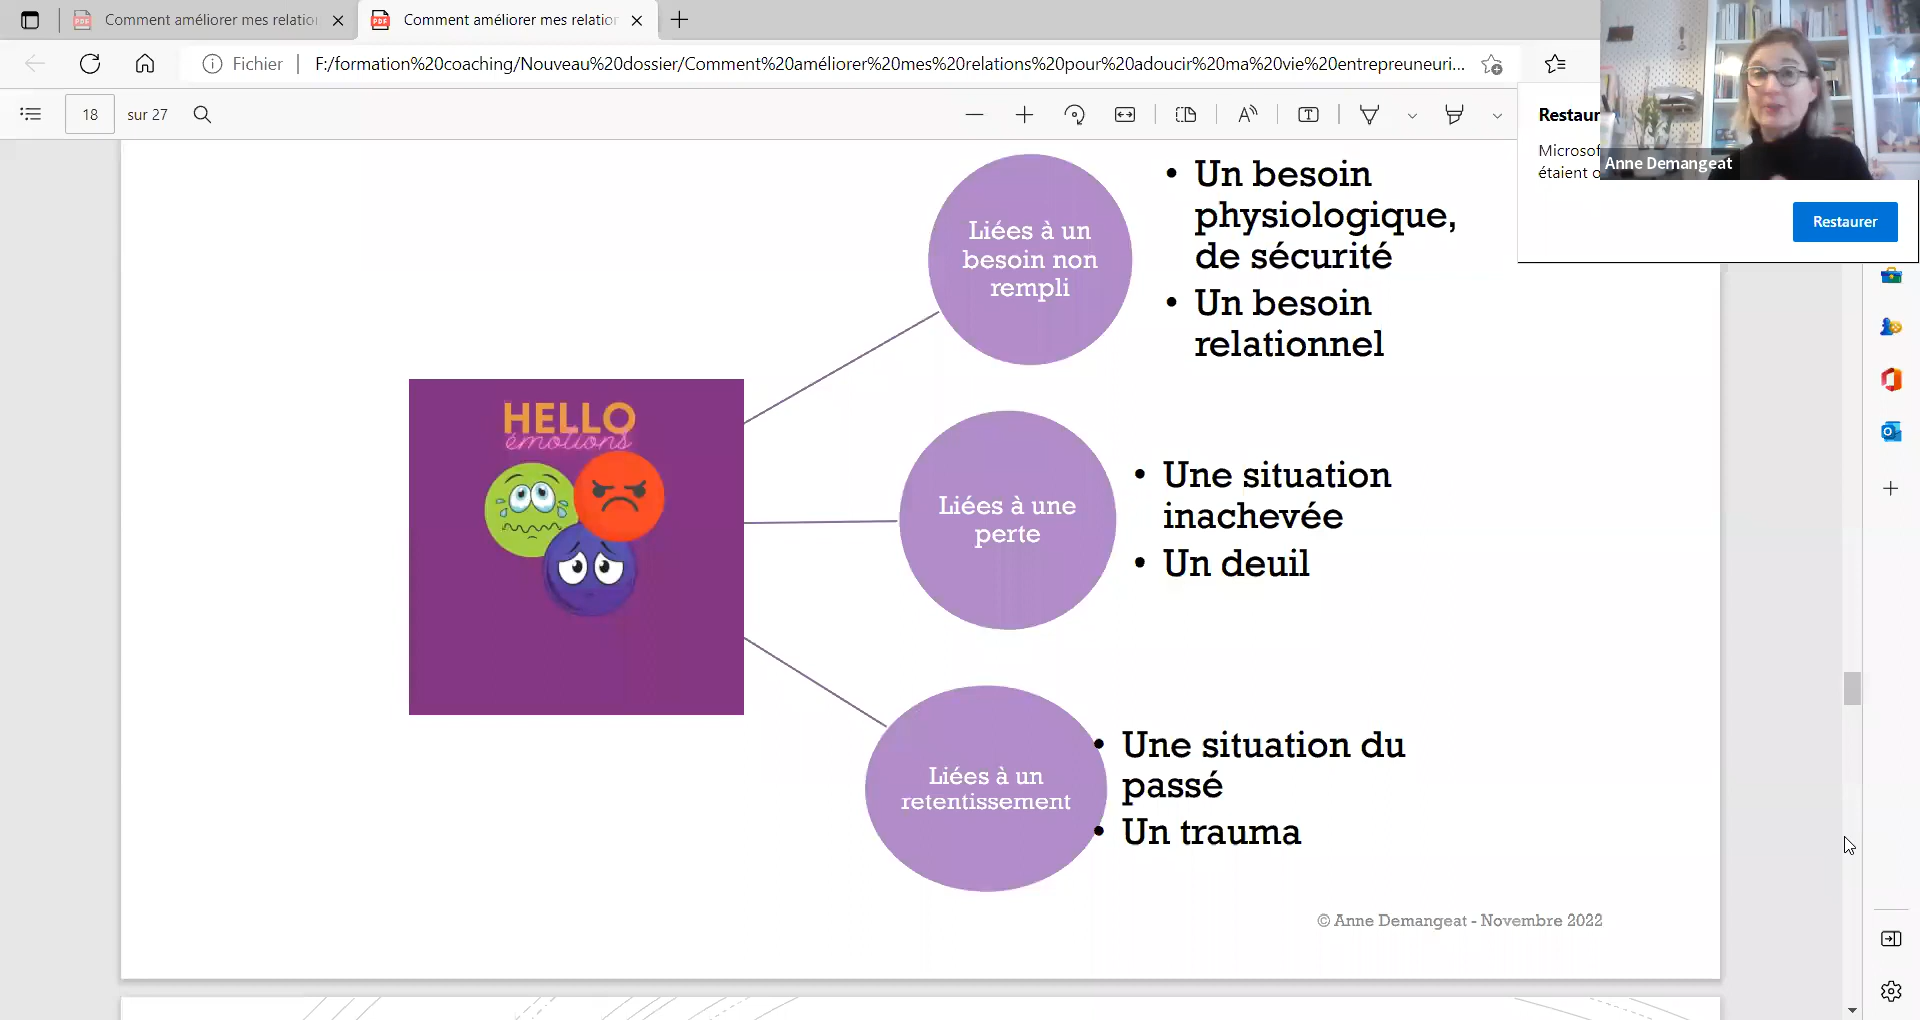 Comment améliorer mes relatio
Comment améliorer mes relatior
Fichier
F:/formation%20coaching/Nouveau%20dossier/Comment%20améliorer%20mes%20relations%20pour%20adoucir%20ma%20vie%20entrepreuneuri...
18 sur 27
Restaur
Microsof
étaient o
Anne Demangeat
Restaurer
Liées à un
besoin non
rempli
• Un besoin
physiologique,
de sécurité
• Un besoin
relationnel
HELLO
émotions
Liées à une
perte
• Une situation
inachevée
• Un deuil
Liées à un
retentissement
• Une situation du
passé
• Un trauma
© Anne Demangeat - Novembre 2022